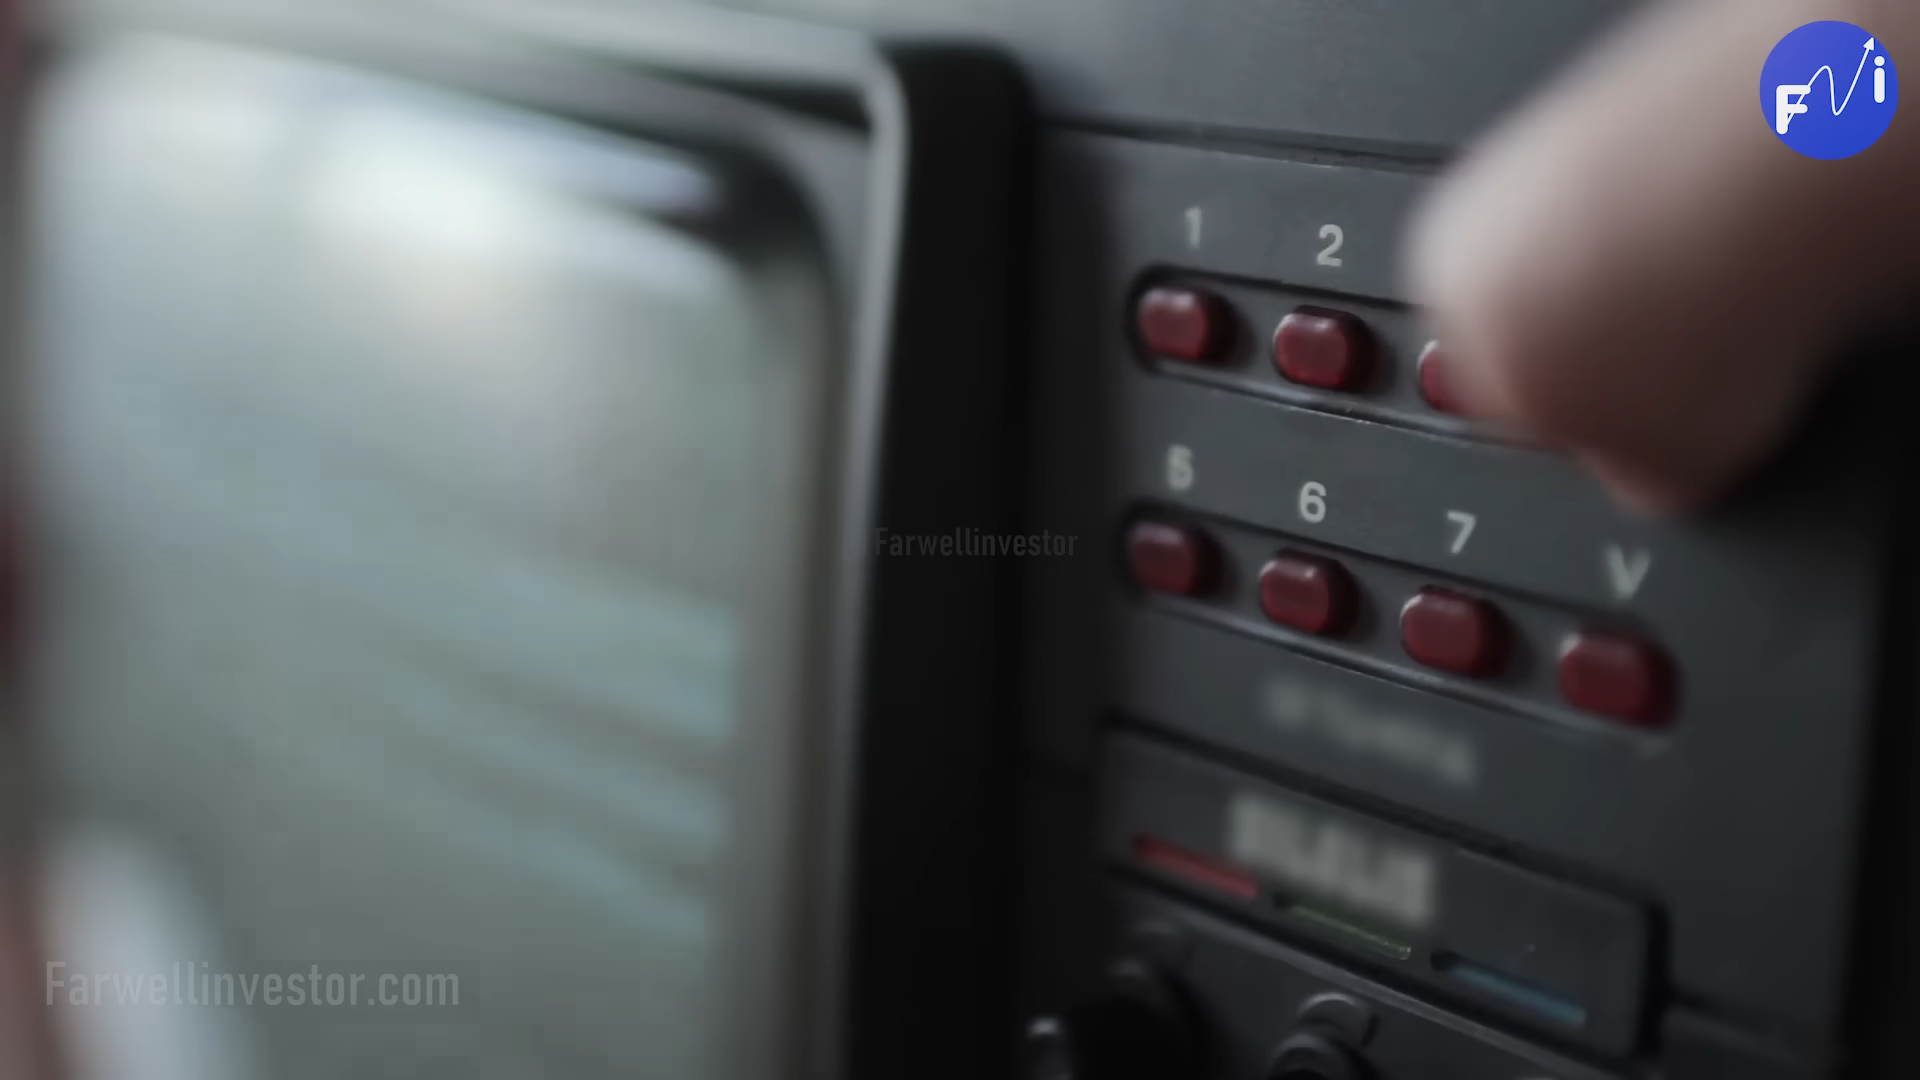 F i
1 2
5 6 7 V
Farwellinvestor
Farwellinvestor.com